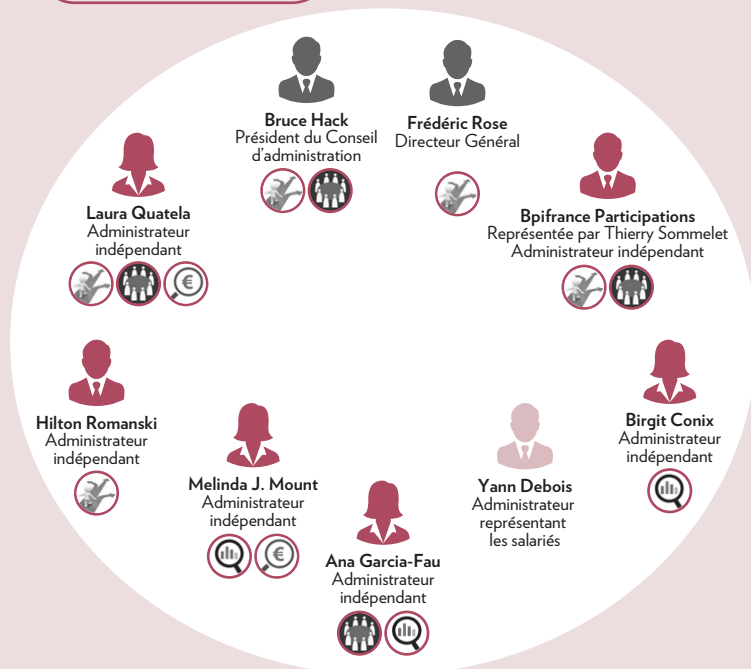 Bruce Hack
Président du Conseil
d'administration
Frédéric Rose
Directeur Général
Laura Quatela
Administrateur
indépendant
€
Bpifrance Participations
Représentée par Thierry Sommelet
Administrateur indépendant
Hilton Romanski
Administrateur
indépendant
Melinda J. Mount
Administrateur
indépendant
€
Ana Garcia-Fau
Administrateur
indépendant
Yann Debois
Administrateur
représentant
les salariés
Birgit Conix
Administrateur
indépendant